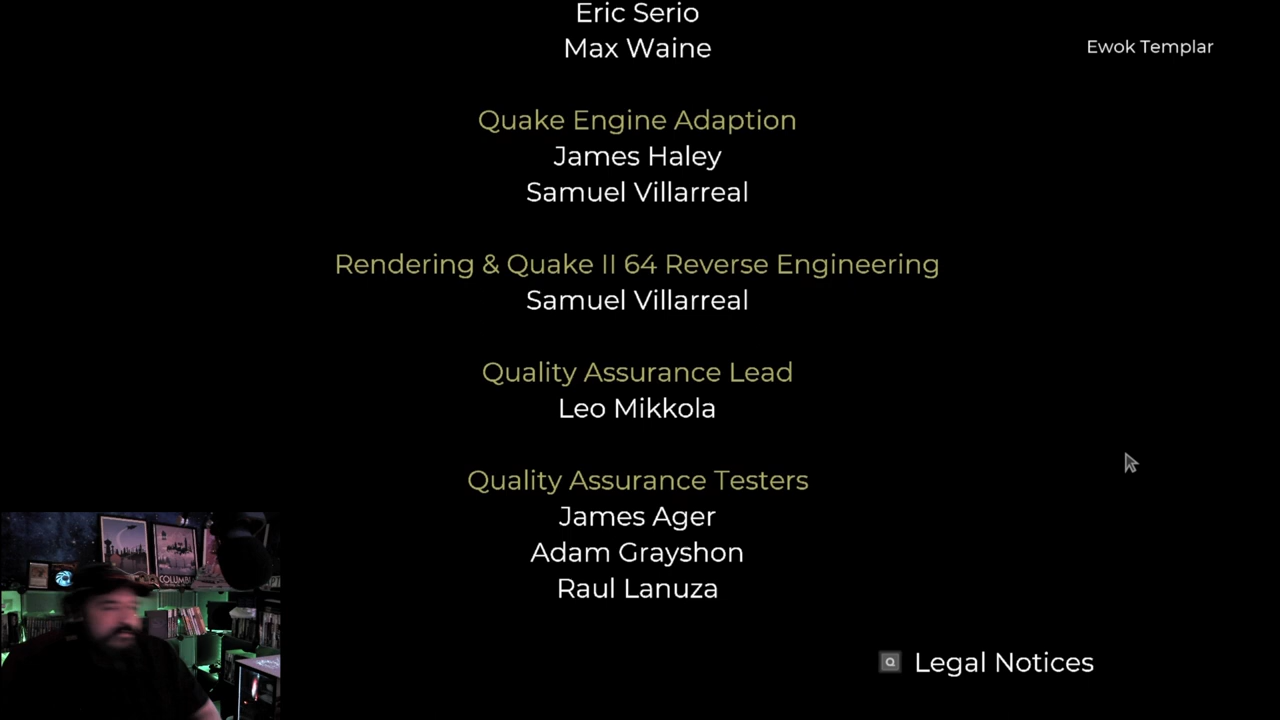 Eric Serio
Max Waine
Ewok Templar
Quake Engine Adaption
James Haley
Samuel Villarreal
Rendering & Quake II 64 Reverse Engineering
Samuel Villarreal
Quality Assurance Lead
Leo Mikkola
Quality Assurance Testers
James Ager
Adam Grayshon
Raul Lanuza
Q Legal Notices